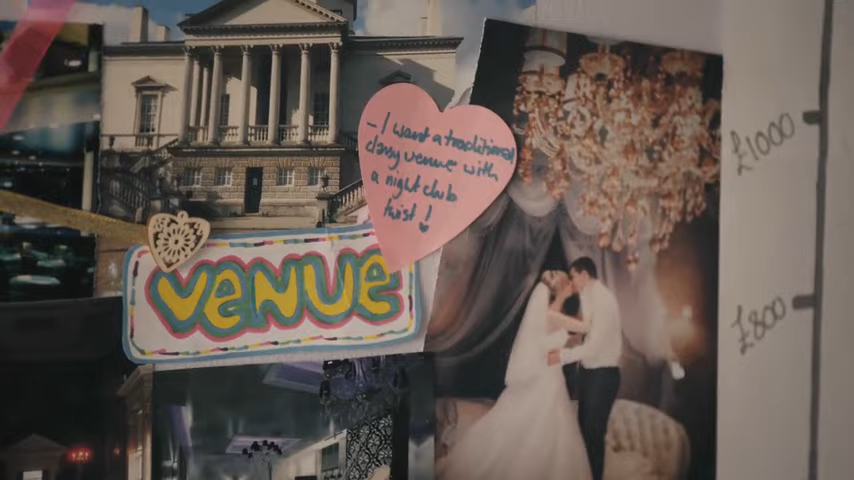 - I want a traditional
classy venue with
a night club
twist!
venue
£1000
£800